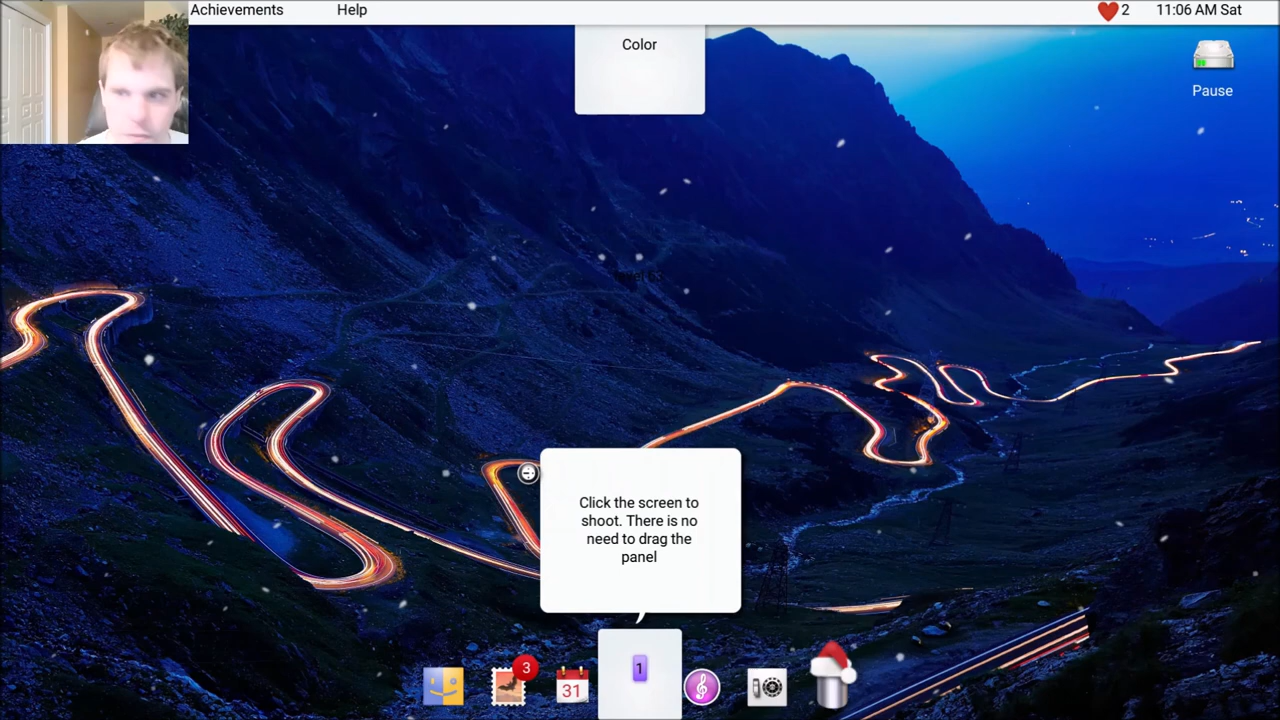 Achievements Help 2 11:06 AM Sat
Color
Pause
Click the screen to
shoot. There is no
need to drag the
panel
1
3
31